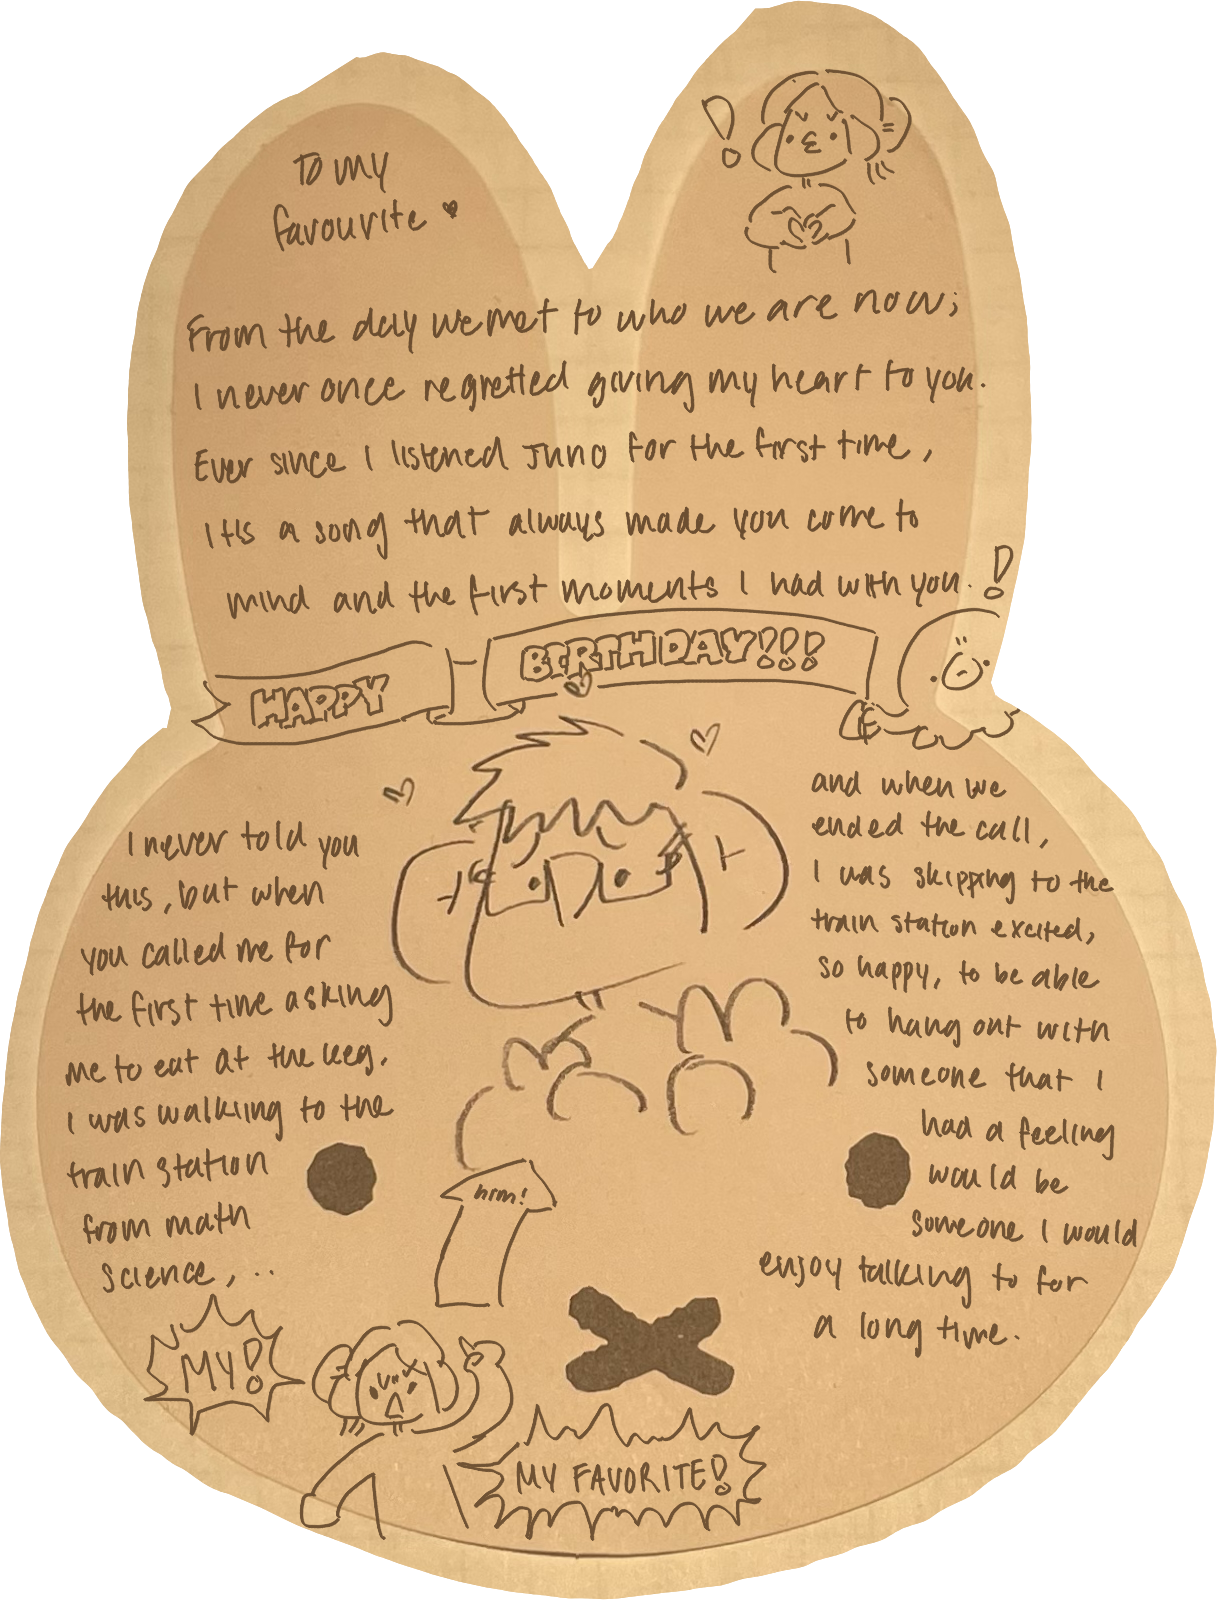 To my
favourite
From the day we met to who we are now;
I never once regretted giving my heart to you.
Ever since I listened Juno for the first time,
Itis a song that always made you come to
mind and the first moments I had with you.
HAPPY BIRTHDAY!!!
I never told you
this, but when
you called me for
the first time asking
me to eat at the keg.
I was walking to the
train station
from math
science, ..
and when we
ended the call,
I was skipping to the
train station excited,
so happy, to be able
to hang out with
someone that I
had a feeling
would be
someone I would
enjoy talking to for
a long time.
him!
MY!
MY FAVORITE!